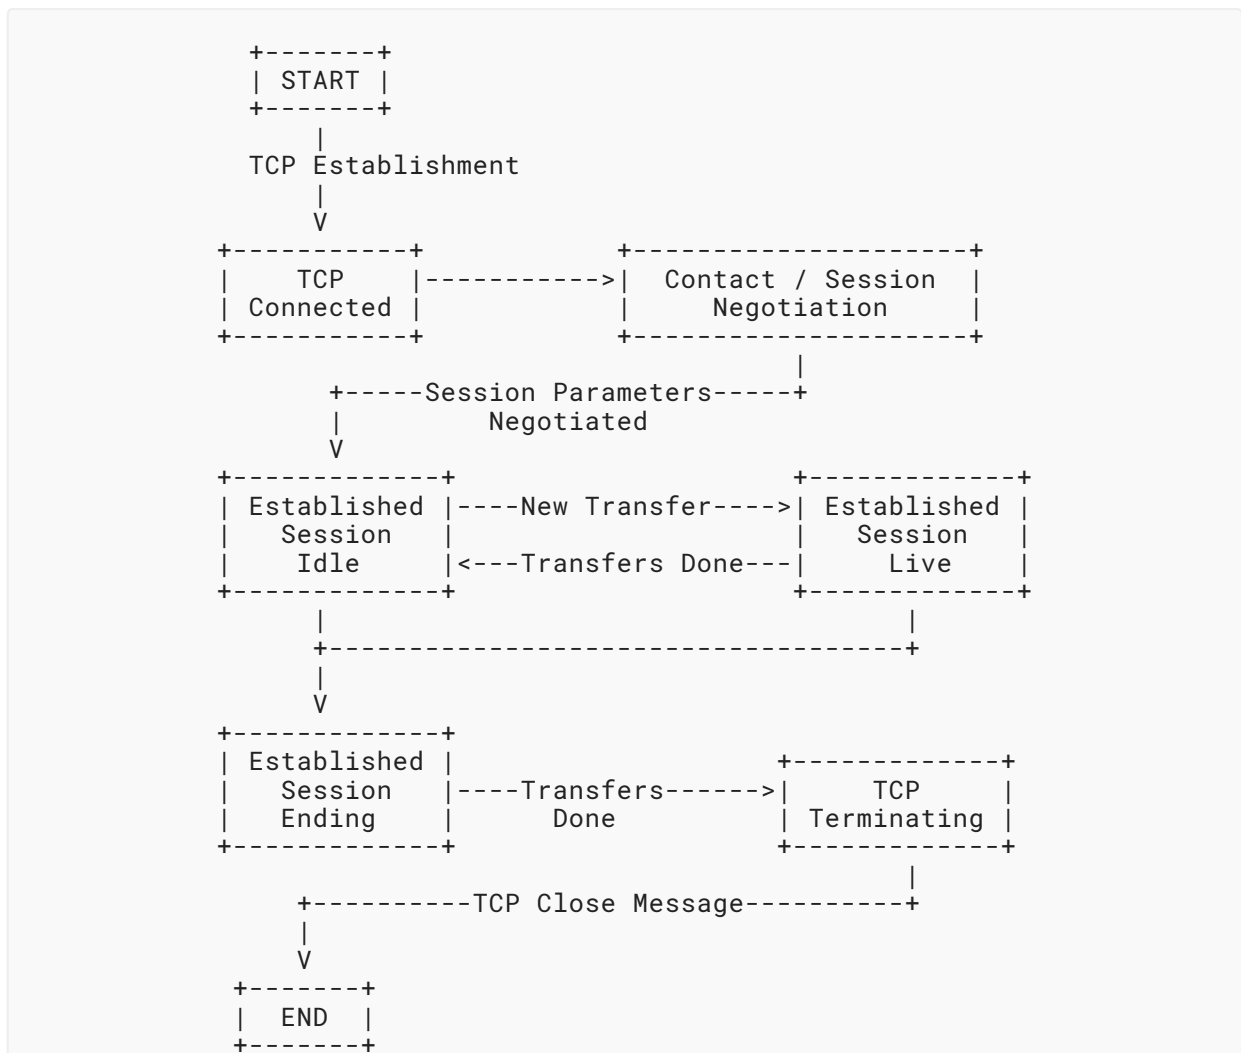 +-------+
| START |
+-------+
|
TCP Establishment
|
V
+-----------+ +---------------------+
| TCP |----------->| Contact / Session |
| Connected | | Negotiation |
+-----------+ +---------------------+
|
+-----Session Parameters-----+
| Negotiated
V
+-------------+ +-------------+
| Established |----New Transfer---->| Established |
| Session | | Session |
| Idle |<---Transfers Done---| Live |
+-------------+ +-------------+
| |
+------------------------------------+
|
V
+-------------+
| Established | +-------------+
| Session |----Transfers------>| TCP |
| Ending | Done | Terminating |
+-------------+ +-------------+
|
+----------TCP Close Message----------+
|
V
+-------+
| END |
+-------+